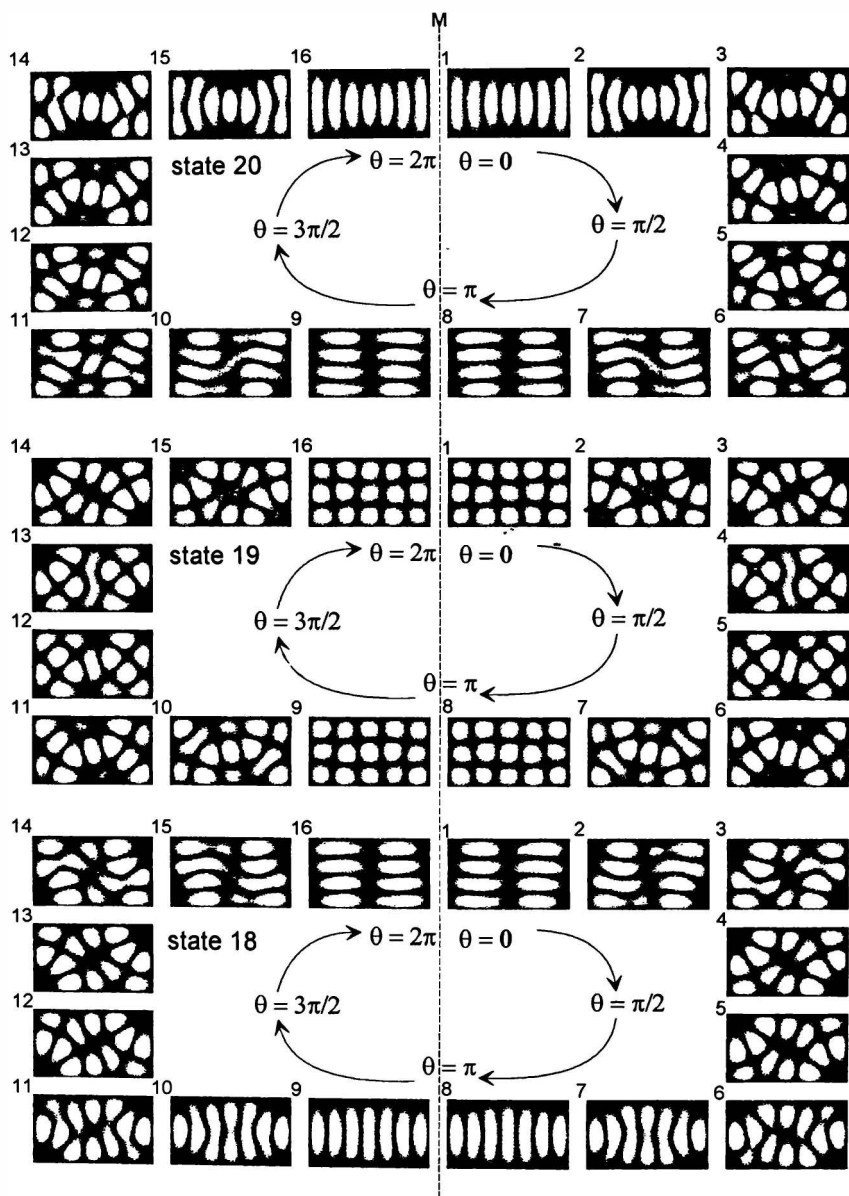 M
14 15 16 1 2 3
13 state 20 θ = 2π θ = 0 4
12 θ = 3π/2 θ = π/2 5
θ = π
11 10 9 8 7 6
14 15 16 1 2 3
13 state 19 θ = 2π θ = 0 4
12 θ = 3π/2 θ = π/2 5
θ = π
11 10 9 8 7 6
14 15 16 1 2 3
13 state 18 θ = 2π θ = 0 4
12 θ = 3π/2 θ = π/2 5
θ = π
11 10 9 8 7 6